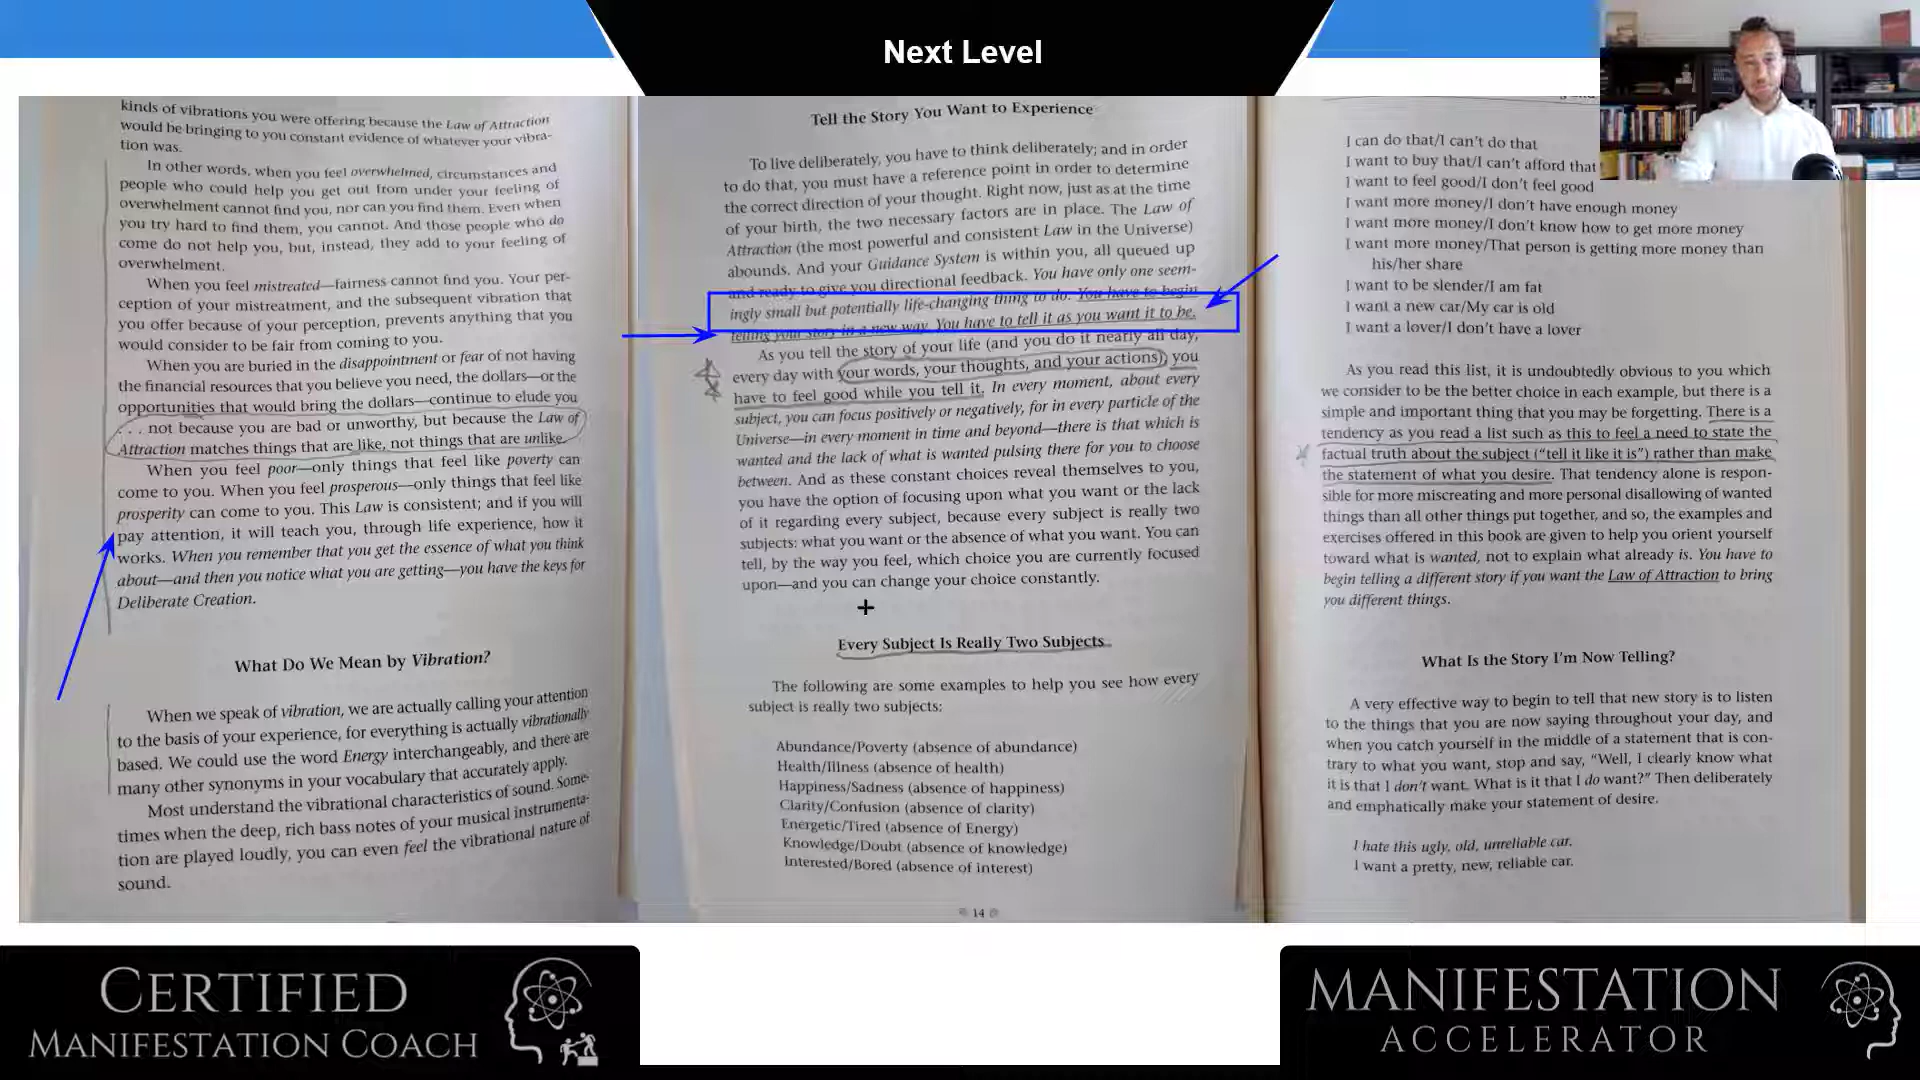 Next Level
kinds of vibrations you were offering because the Law of Attraction
would be bringing to you constant evidence of whatever your vibra-
tion was.
In other words, when you feel overwhelmed, circumstances and
people who could help you get out from under your feeling of
overwhelment cannot find you, nor can you find them. Even when
you try hard to find them, you cannot. And those people who do
come do not help you, but, instead, they add to your feeling of
overwhelment.
When you feel mistreated—fairness cannot find you. Your per-
ception of your mistreatment, and the subsequent vibration that
you offer because of your perception, prevents anything that you
would consider to be fair from coming to you.
When you are buried in the disappointment or fear of not having
the financial resources that you believe you need, the dollars—or the
opportunities that would bring the dollars—continue to elude you
. . . not because you are bad or unworthy, but because the Law of
Attraction matches things that are like, not things that are unlike.
When you feel poor—only things that feel like poverty can
come to you. When you feel prosperous—only things that feel like
prosperity can come to you. This Law is consistent; and if you will
pay attention, it will teach you, through life experience, how it
works. When you remember that you get the essence of what you think
about—and then you notice what you are getting—you have the keys for
Deliberate Creation.
What Do We Mean by Vibration?
When we speak of vibration, we are actually calling your attention
to the basis of your experience, for everything is actually vibrationally
based. We could use the word Energy interchangeably, and there are
many other synonyms in your vocabulary that accurately apply.
Most understand the vibrational characteristics of sound. Some-
times when the deep, rich bass notes of your musical instrumenta-
tion are played loudly, you can even feel the vibrational nature of
sound.
Tell the Story You Want to Experience
To live deliberately, you have to think deliberately; and in order
to do that, you must have a reference point in order to determine
the correct direction of your thought. Right now, just as at the time
of your birth, the two necessary factors are in place. The Law of
Attraction (the most powerful and consistent Law in the Universe)
abounds. And your Guidance System is within you, all queued up
and ready to give you directional feedback. You have only one seem-
ingly small but potentially life-changing thing to do. You have to begin
telling your story in a new way. You have to tell it as you want it to be.
As you tell the story of your life (and you do it nearly all day,
every day with your words, your thoughts, and your actions), you
have to feel good while you tell it. In every moment, about every
subject, you can focus positively or negatively, for in every particle of the
Universe—in every moment in time and beyond—there is that which is
wanted and the lack of what is wanted pulsing there for you to choose
between. And as these constant choices reveal themselves to you,
you have the option of focusing upon what you want or the lack
of it regarding every subject, because every subject is really two
subjects: what you want or the absence of what you want. You can
tell, by the way you feel, which choice you are currently focused
upon—and you can change your choice constantly.
Every Subject Is Really Two Subjects
The following are some examples to help you see how every
subject is really two subjects:
Abundance/Poverty (absence of abundance)
Health/Illness (absence of health)
Happiness/Sadness (absence of happiness)
Clarity/Confusion (absence of clarity)
Energetic/Tired (absence of Energy)
Knowledge/Doubt (absence of knowledge)
Interested/Bored (absence of interest)
14
I can do that/I can't do that
I want to buy that/I can't afford that
I want to feel good/I don't feel good
I want more money/I don't have enough money
I want more money/I don't know how to get more money
I want more money/That person is getting more money than
his/her share
I want to be slender/I am fat
I want a new car/My car is old
I want a lover/I don't have a lover
As you read this list, it is undoubtedly obvious to you which
we consider to be the better choice in each example, but there is a
simple and important thing that you may be forgetting. There is a
tendency as you read a list such as this to feel a need to state the
factual truth about the subject ("tell it like it is") rather than make
the statement of what you desire. That tendency alone is respon-
sible for more miscreating and more personal disallowing of wanted
things than all other things put together, and so, the examples and
exercises offered in this book are given to help you orient yourself
toward what is wanted, not to explain what already is. You have to
begin telling a different story if you want the Law of Attraction to bring
you different things.
What Is the Story I'm Now Telling?
A very effective way to begin to tell that new story is to listen
to the things that you are now saying throughout your day, and
when you catch yourself in the middle of a statement that is con-
trary to what you want, stop and say, "Well, I clearly know what
it is that I don't want. What is it that I do want?" Then deliberately
and emphatically make your statement of desire.
I hate this ugly, old, unreliable car.
I want a pretty, new, reliable car.
CERTIFIED
MANIFESTATION COACH
MANIFESTATION
ACCELERATOR